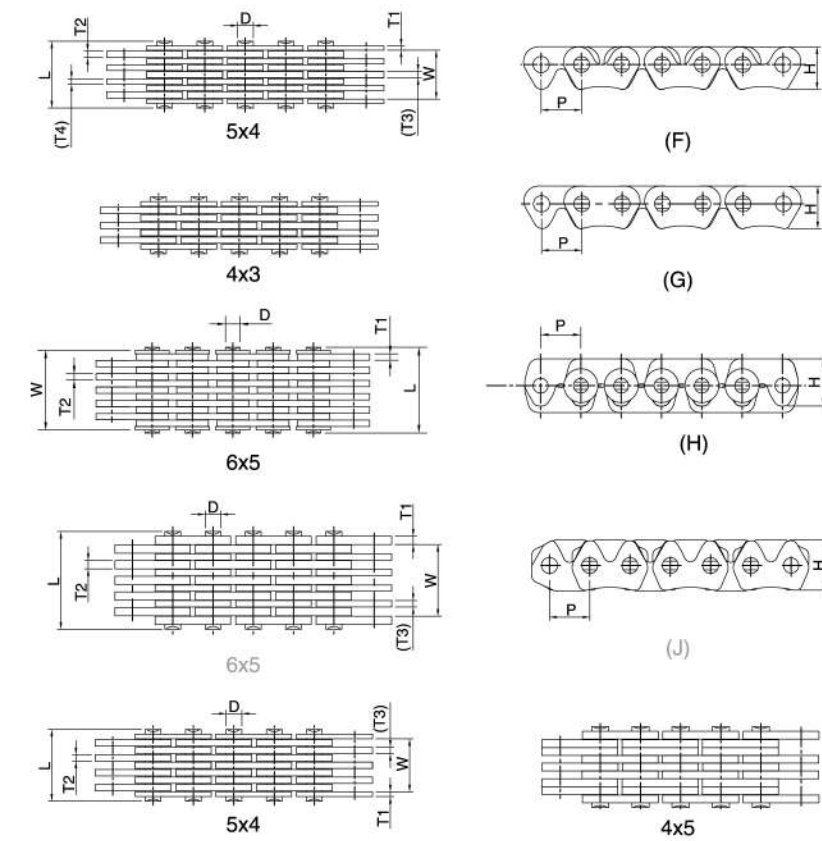 T2
D
T1
L
W
(T4)
(T3)
5x4
H
P
(F)
4x3
H
P
(G)
D
T1
W
T2
L
6x5
P
H
(H)
D
T1
L
T2
W
(T3)
6x5
H
P
(J)
D
(T3)
L
T2
W
T1
5x4
4x5